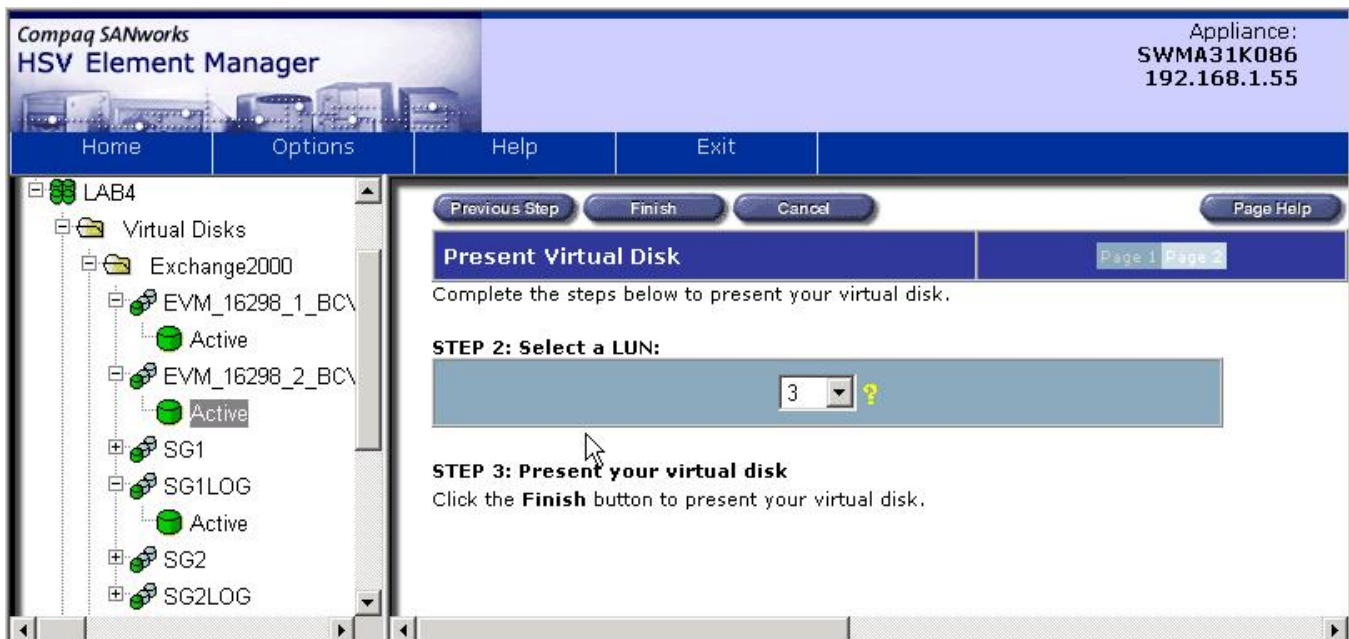 Compaq SANworks
HSV Element Manager
Appliance:
SWMA31K086
192.168.1.55
Home Options Help Exit
LAB4
Virtual Disks
Exchange2000
EVM_16298_1_BCV
Active
EVM_16298_2_BCV
Active
SG1
SG1LOG
Active
SG2
SG2LOG
Previous Step Finish Cancel Page Help
Present Virtual Disk Page 1 Page 2
Complete the steps below to present your virtual disk.
STEP 2: Select a LUN:
3 ?
STEP 3: Present your virtual disk
Click the Finish button to present your virtual disk.